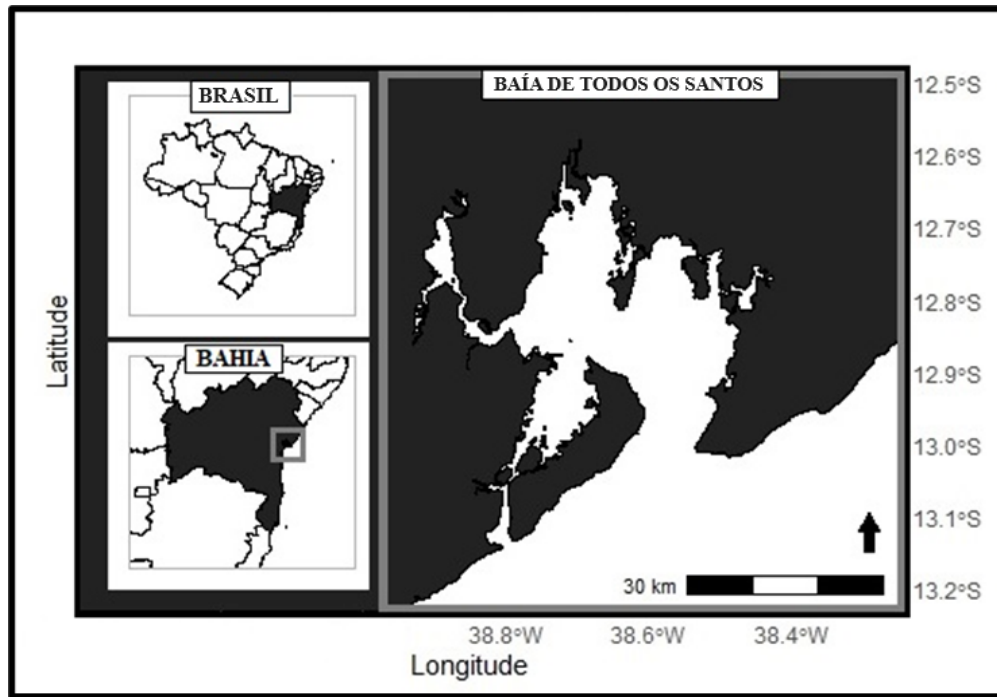 BRASIL
BAÍA DE TODOS OS SANTOS
BAHIA
Latitude
12.5°S
12.6°S
12.7°S
12.8°S
12.9°S
13.0°S
13.1°S
13.2°S
30 km
38.8°W
38.6°W
38.4°W
Longitude